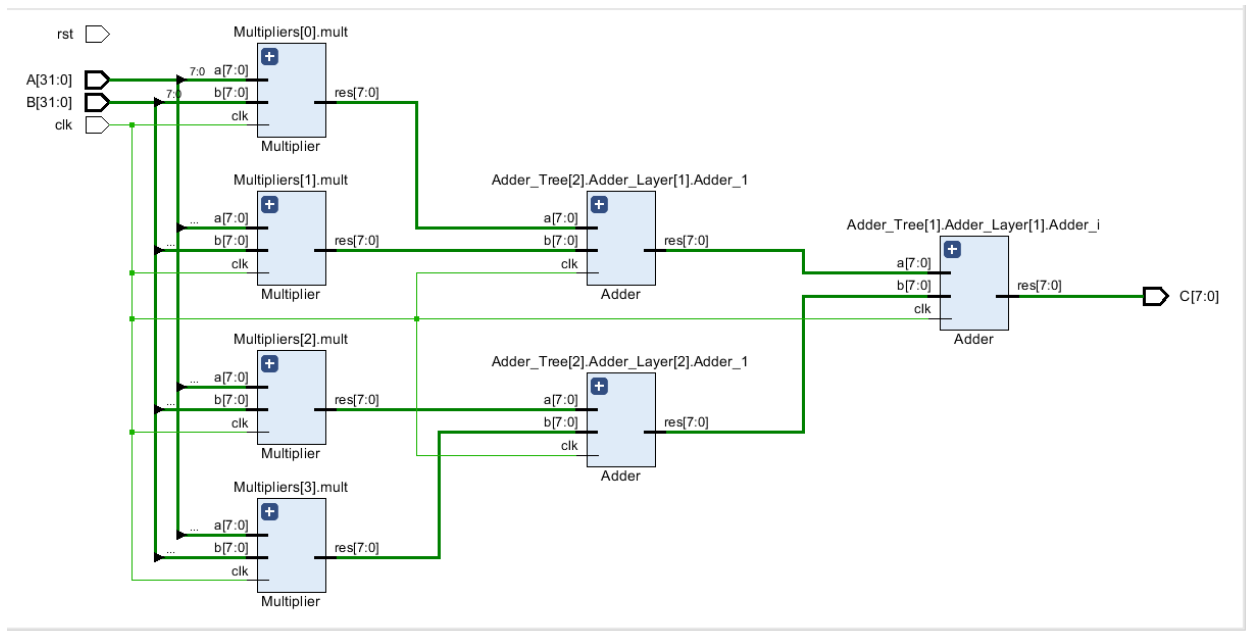 rst
A[31:0]
B[31:0]
clk
Multipliers[0].mult
7:0
a[7:0]
7:0
b[7:0]
clk
res[7:0]
Multiplier
Multipliers[1].mult
...
a[7:0]
...
b[7:0]
clk
res[7:0]
Multiplier
Multipliers[2].mult
...
a[7:0]
...
b[7:0]
clk
res[7:0]
Multiplier
Multipliers[3].mult
...
a[7:0]
...
b[7:0]
clk
res[7:0]
Multiplier
Adder_Tree[2].Adder_Layer[1].Adder_1
a[7:0]
b[7:0]
clk
res[7:0]
Adder
Adder_Tree[2].Adder_Layer[2].Adder_1
a[7:0]
b[7:0]
clk
res[7:0]
Adder
Adder_Tree[1].Adder_Layer[1].Adder_i
a[7:0]
b[7:0]
clk
res[7:0]
Adder
C[7:0]